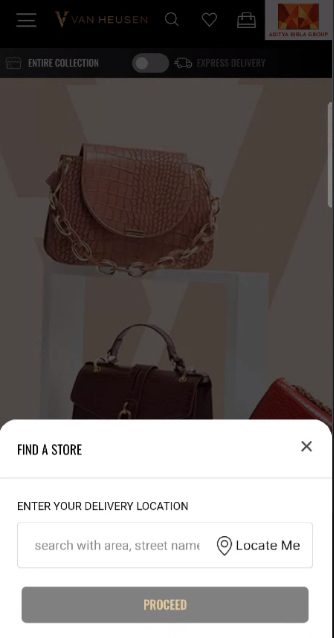 VAN HEUSEN
ADITYA BIRLA GROUP
ENTIRE COLLECTION
EXPRESS DELIVERY
FIND A STORE
ENTER YOUR DELIVERY LOCATION
search with area, street name Locate Me
PROCEED